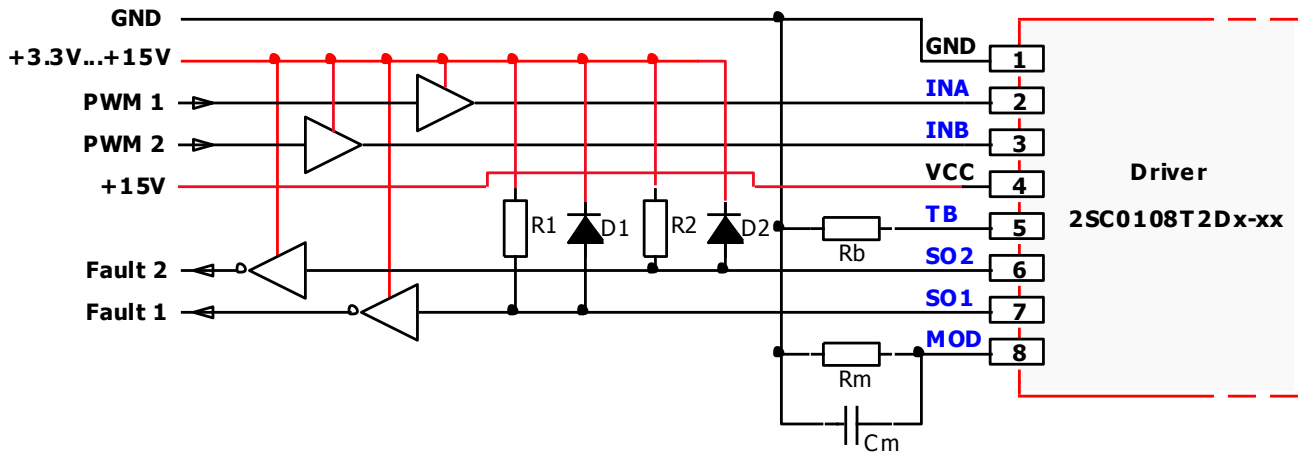 GND
GND
1
+3.3V...+15V
PWM 1
INA
2
PWM 2
INB
3
+15V
VCC
4
Driver
2SC0108T2Dx-xx
R1
D1
R2
D2
TB
5
Rb
Fault 2
SO2
6
Fault 1
SO1
7
MOD
8
Rm
Cm